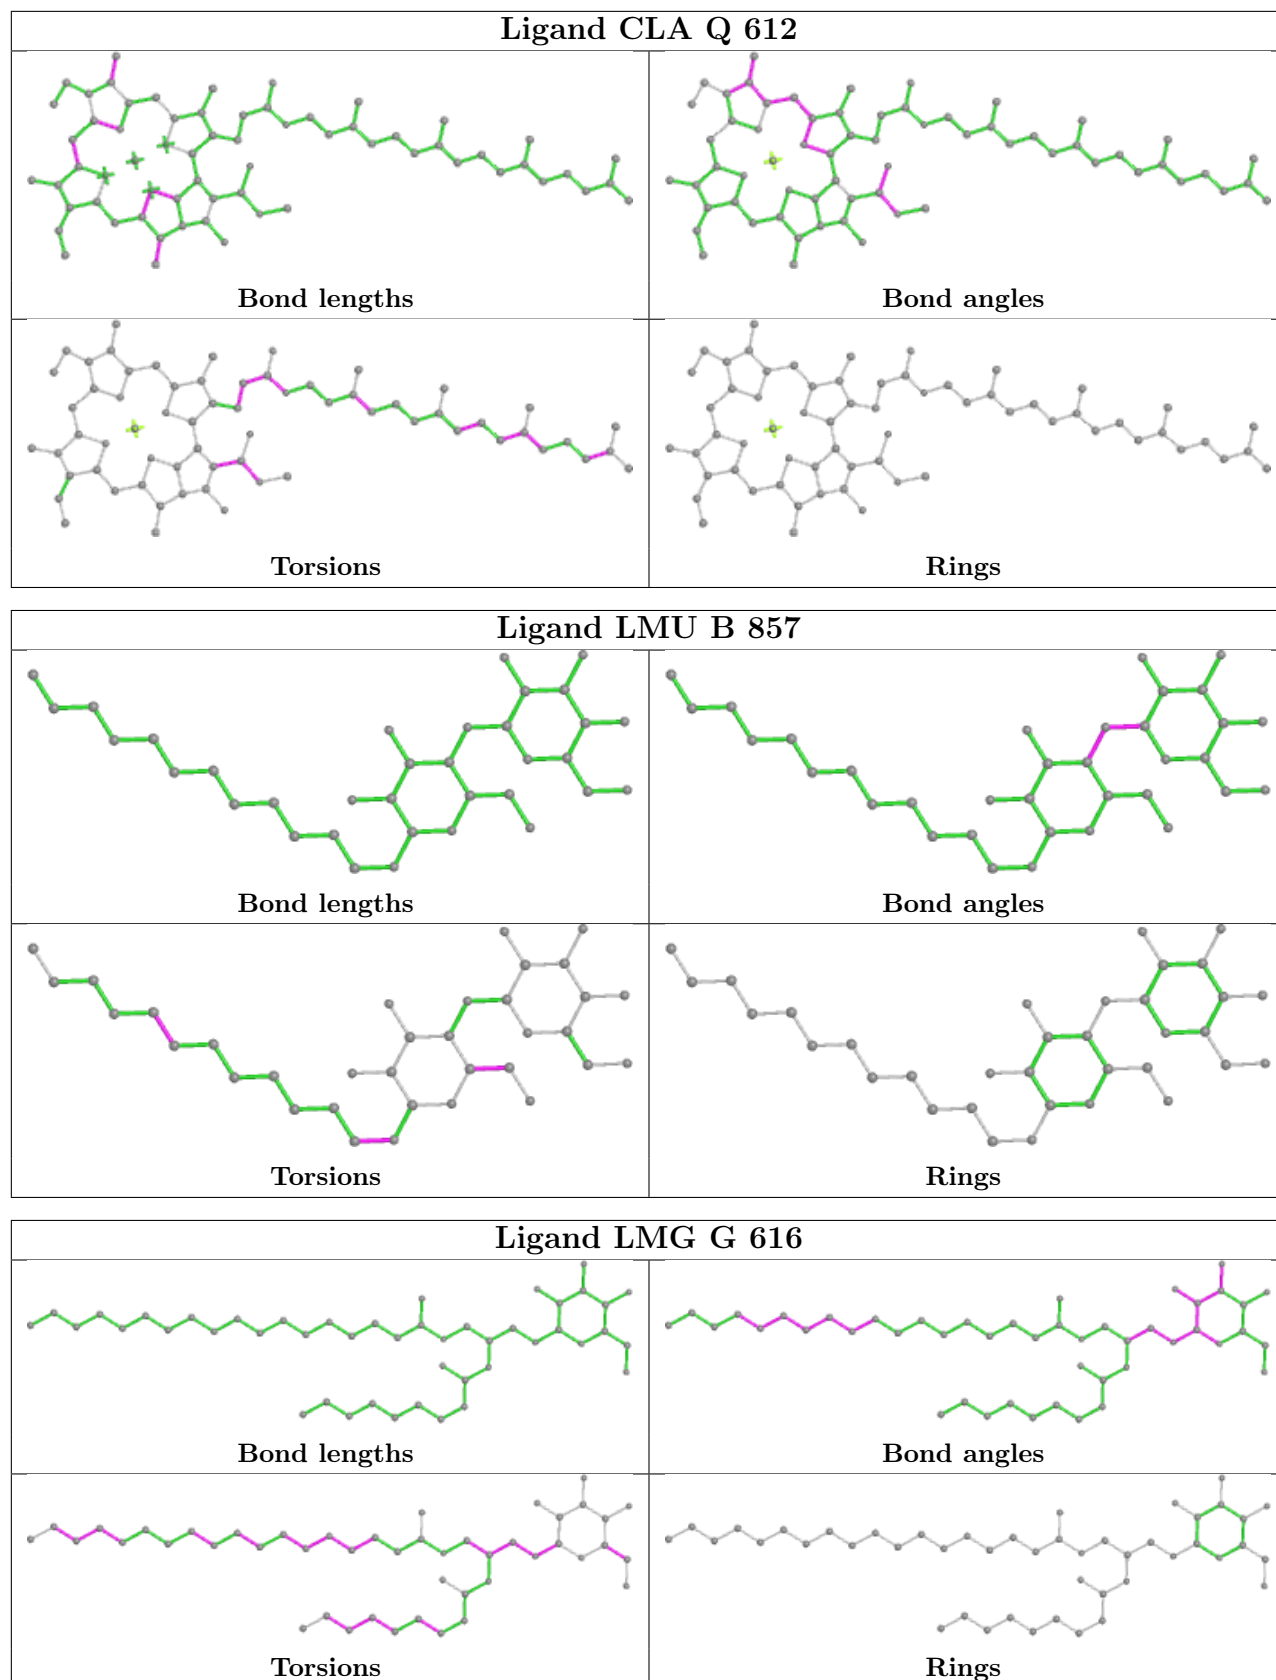 Ligand CLA Q 612
Bond lengths
Bond angles
Torsions
Rings
Ligand LMU B 857
Bond lengths
Bond angles
Torsions
Rings
Ligand LMG G 616
Bond lengths
Bond angles
Torsions
Rings